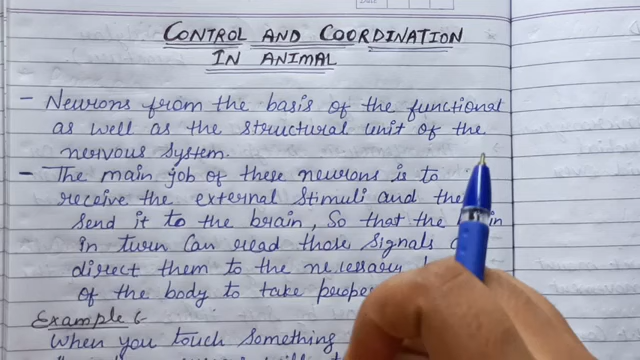 CONTROL AND COORDINATION
IN ANIMAL
- Neurons from the basis of the functional
as well as the structural unit of the
nervous system.
- The main job of these neurons is to
receive the external stimuli and
send it to the brain, So that the
in turn Can read those Signals
direct them to the necessary
of the body to take
Example :-
When you touch Something